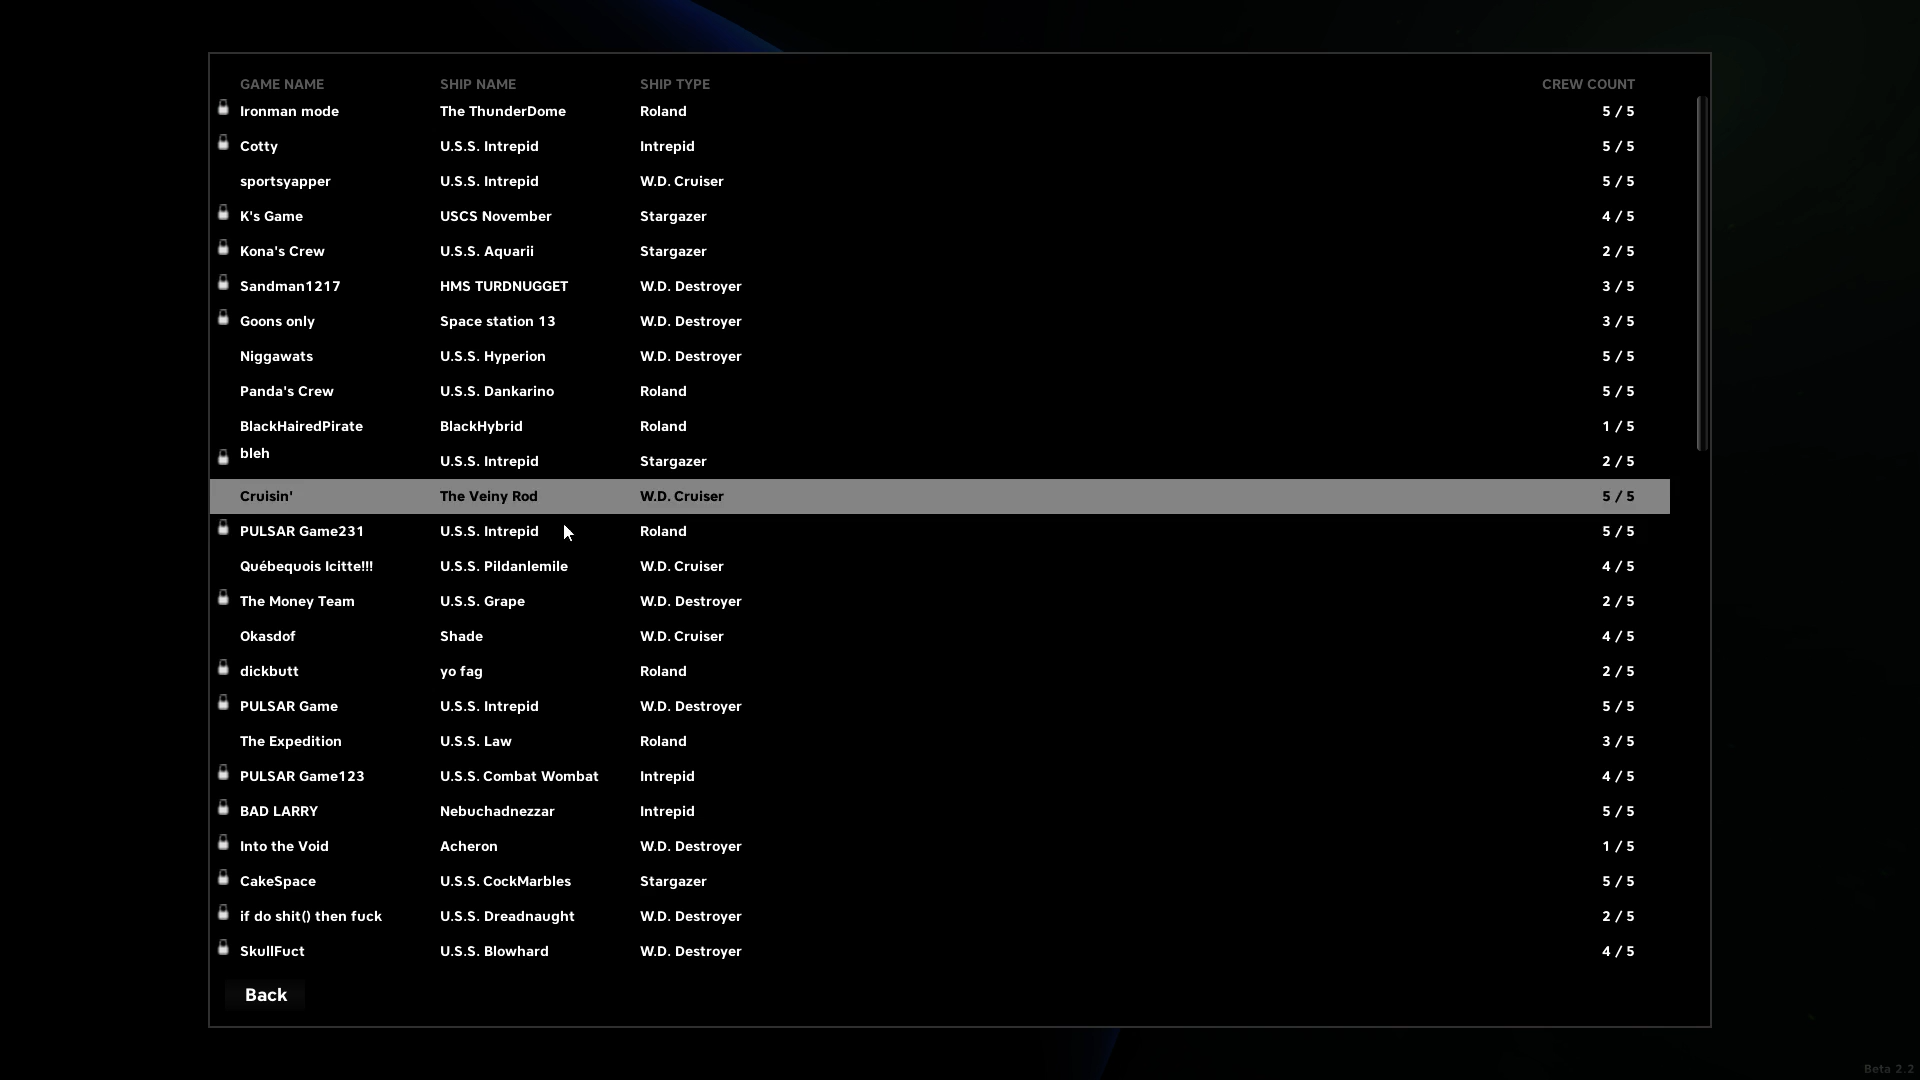 GAME NAME SHIP NAME SHIP TYPE CREW COUNT
Ironman mode The ThunderDome Roland 5 / 5
Cotty U.S.S. Intrepid Intrepid 5 / 5
sportsyapper U.S.S. Intrepid W.D. Cruiser 5 / 5
K's Game USCS November Stargazer 4 / 5
Kona's Crew U.S.S. Aquarii Stargazer 2 / 5
Sandman1217 HMS TURDNUGGET W.D. Destroyer 3 / 5
Goons only Space station 13 W.D. Destroyer 3 / 5
Niggawats U.S.S. Hyperion W.D. Destroyer 5 / 5
Panda's Crew U.S.S. Dankarino Roland 5 / 5
BlackHairedPirate BlackHybrid Roland 1 / 5
bleh U.S.S. Intrepid Stargazer 2 / 5
Cruisin' The Veiny Rod W.D. Cruiser 5 / 5
PULSAR Game231 U.S.S. Intrepid Roland 5 / 5
Québequois Icitte!!! U.S.S. Pildanlemile W.D. Cruiser 4 / 5
The Money Team U.S.S. Grape W.D. Destroyer 2 / 5
Okasdof Shade W.D. Cruiser 4 / 5
dickbutt yo fag Roland 2 / 5
PULSAR Game U.S.S. Intrepid W.D. Destroyer 5 / 5
The Expedition U.S.S. Law Roland 3 / 5
PULSAR Game123 U.S.S. Combat Wombat Intrepid 4 / 5
BAD LARRY Nebuchadnezzar Intrepid 5 / 5
Into the Void Acheron W.D. Destroyer 1 / 5
CakeSpace U.S.S. CockMarbles Stargazer 5 / 5
if do shit() then fuck U.S.S. Dreadnaught W.D. Destroyer 2 / 5
SkullFuct U.S.S. Blowhard W.D. Destroyer 4 / 5
Back
Beta 2.2